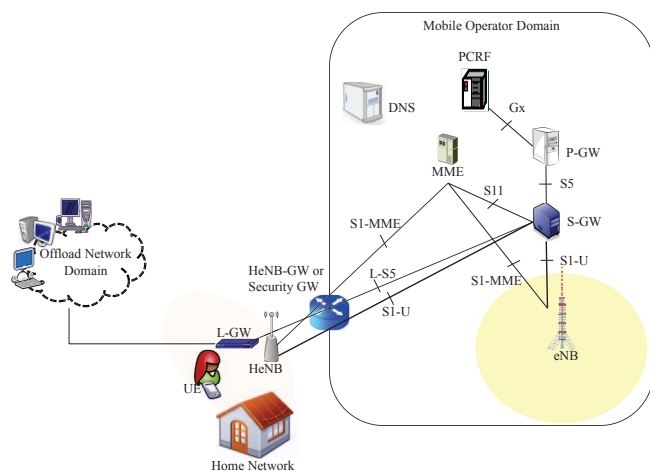 Mobile Operator Domain
PCRF
DNS
Gx
MME
P-GW
S11
S5
S-GW
S1-MME
Offload Network
Domain
HeNB-GW or
Security GW
L-S5
S1-MME
S1-U
S1-U
L-GW
HeNB
eNB
UE
Home Network